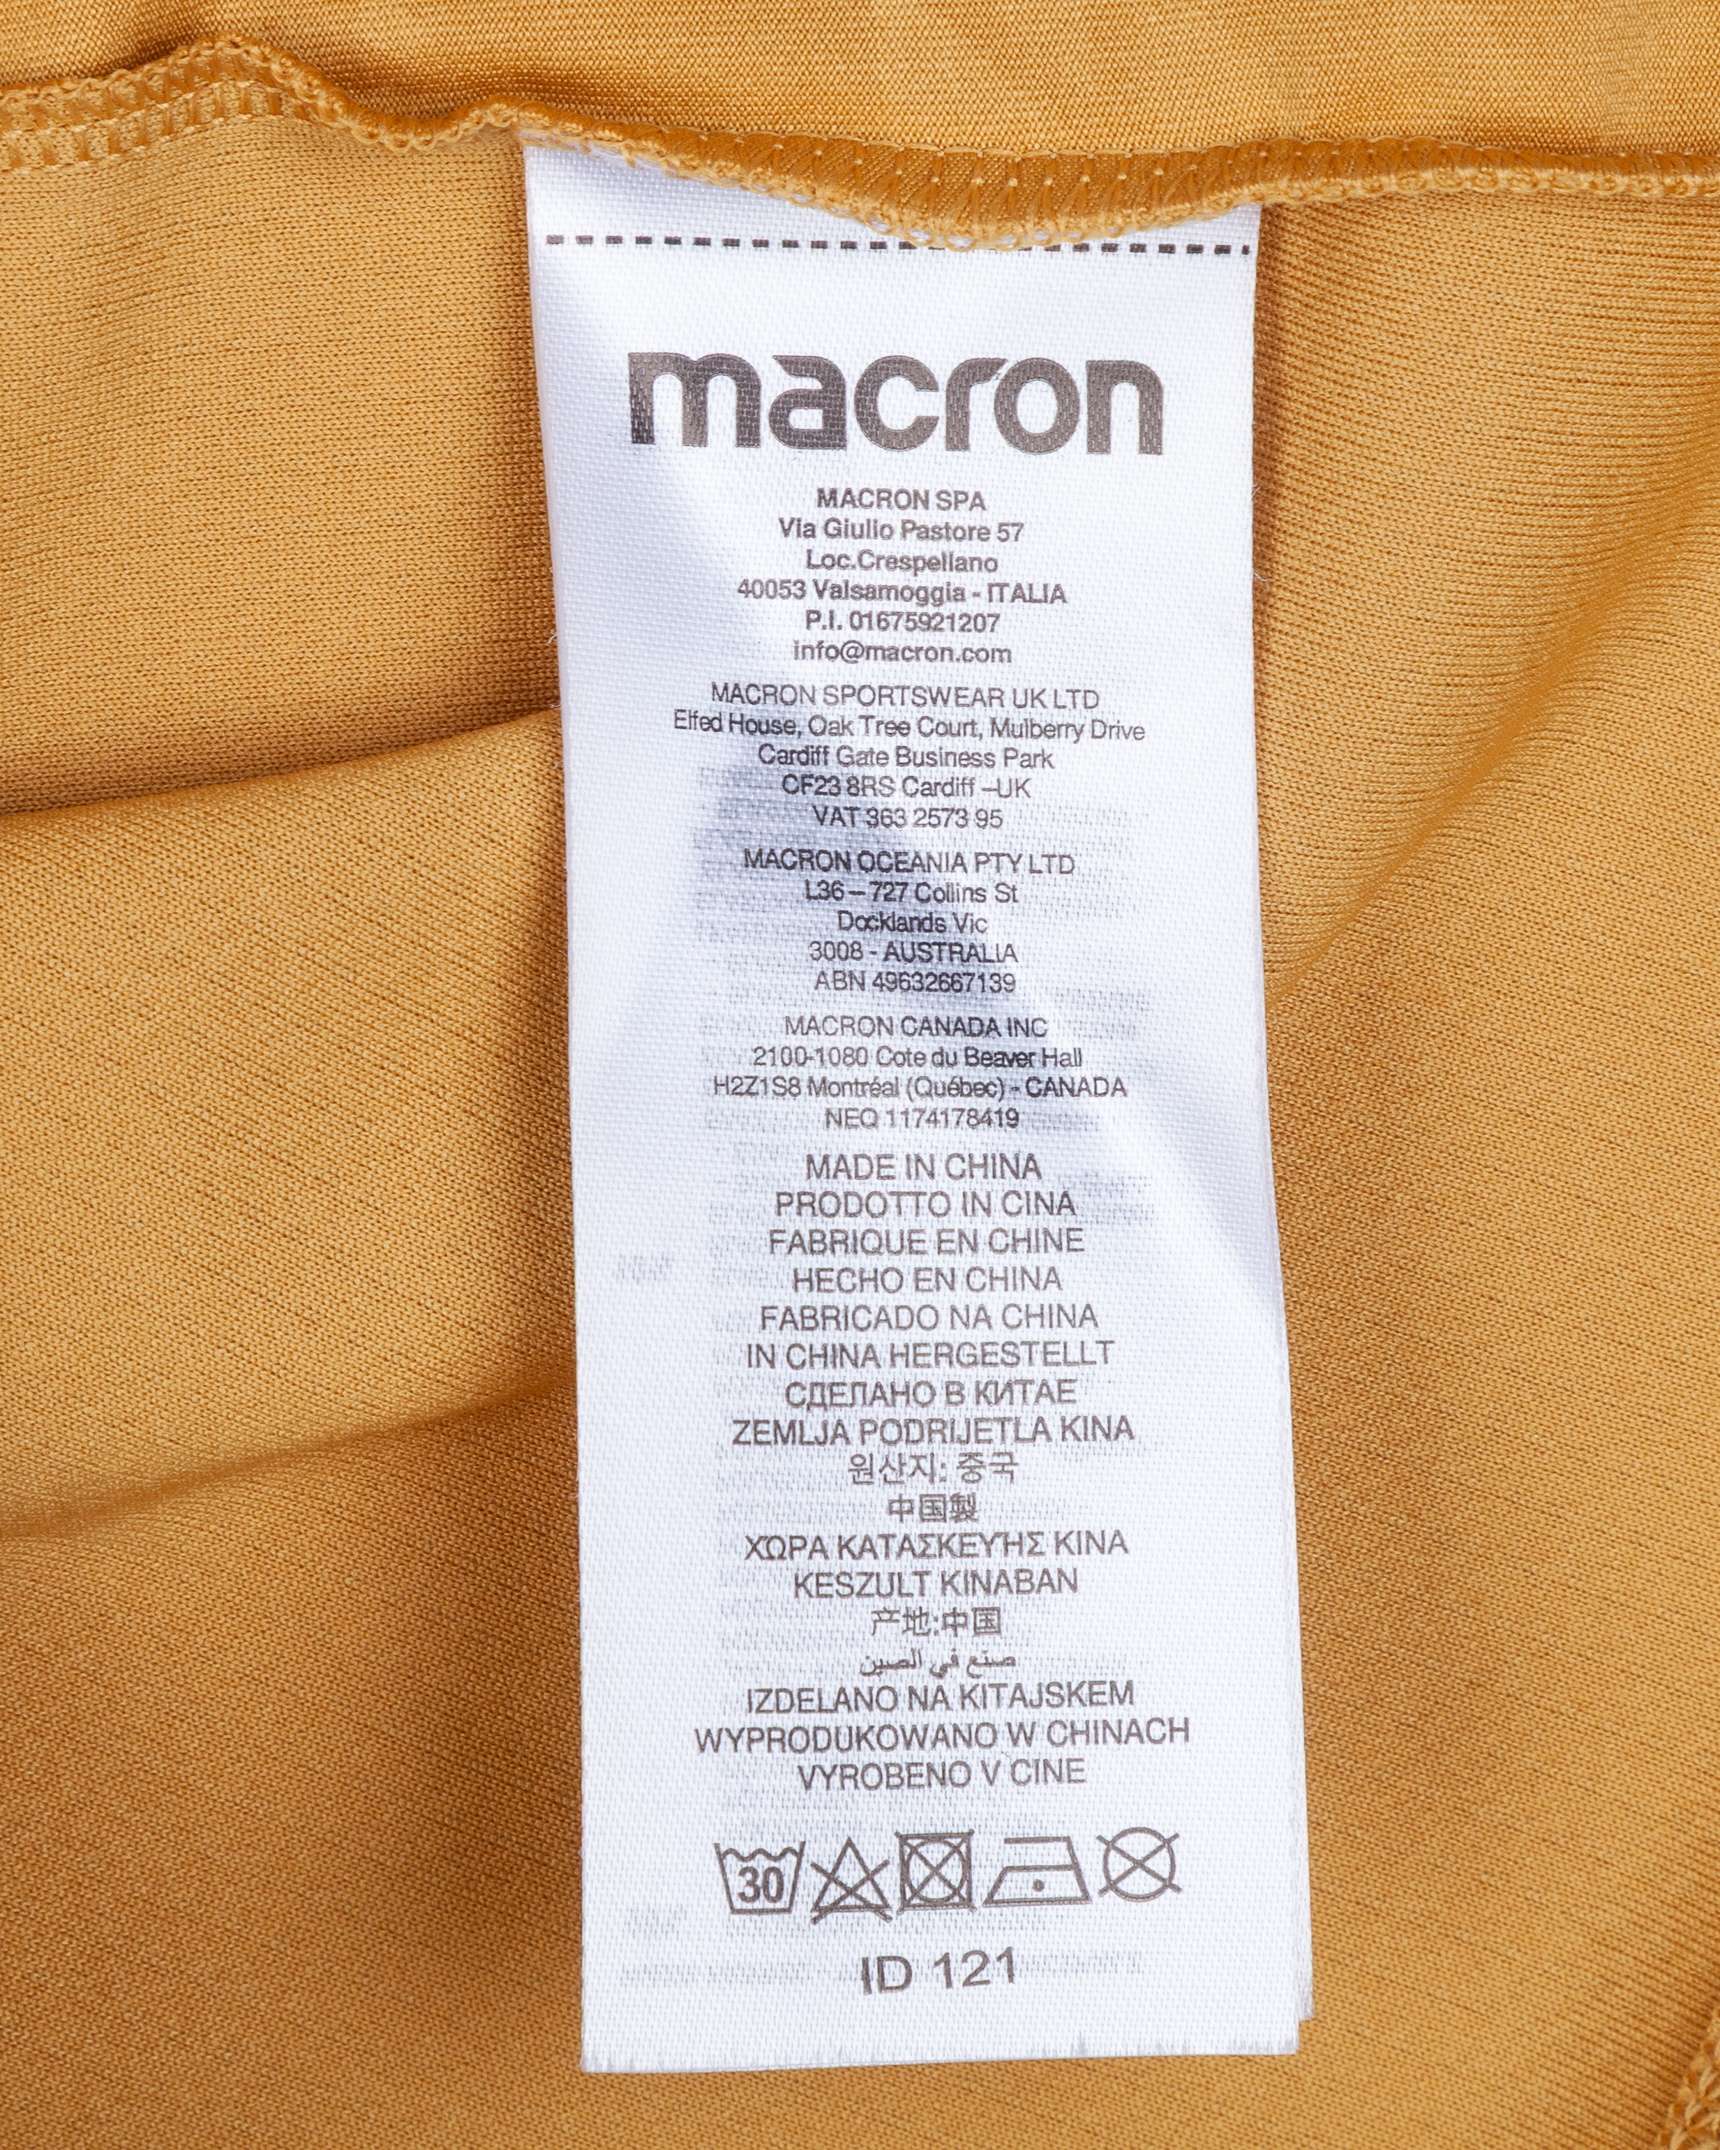 macron
MACRON SPA
Via Giulio Pastore 57
Loc.Crespellano
40053 Valsamoggia - ITALIA
P.I. 01675921207
info@macron.com
MACRON SPORTSWEAR UK LTD
Elfed House, Oak Tree Court, Mulberry Drive
Cardiff Gate Business Park
CF23 8RS Cardiff –UK
VAT 363 2573 95
MACRON OCEANIA PTY LTD
L36 – 727 Collins St
Docklands Vic
3008 - AUSTRALIA
ABN 49632667139
MACRON CANADA INC
2100-1080 Cote du Beaver Hall
H2Z1S8 Montréal (Québec) - CANADA
NEQ 1174178419
MADE IN CHINA
PRODOTTO IN CINA
FABRIQUE EN CHINE
HECHO EN CHINA
FABRICADO NA CHINA
IN CHINA HERGESTELLT
СДЕЛАНО В КИТАЕ
ZEMLJA PODRIJETLA KINA
원산지: 중국
中国製
ΧΏΡΑ ΚΑΤΑΣΚΕΥΉΣ ΚΙΝΑ
KESZULT KINABAN
产地:中国
صنع في الصين
IZDELANO NA KITAJSKEM
WYPRODUKOWANO W CHINACH
VYROBENO V CINE
30
ID 121